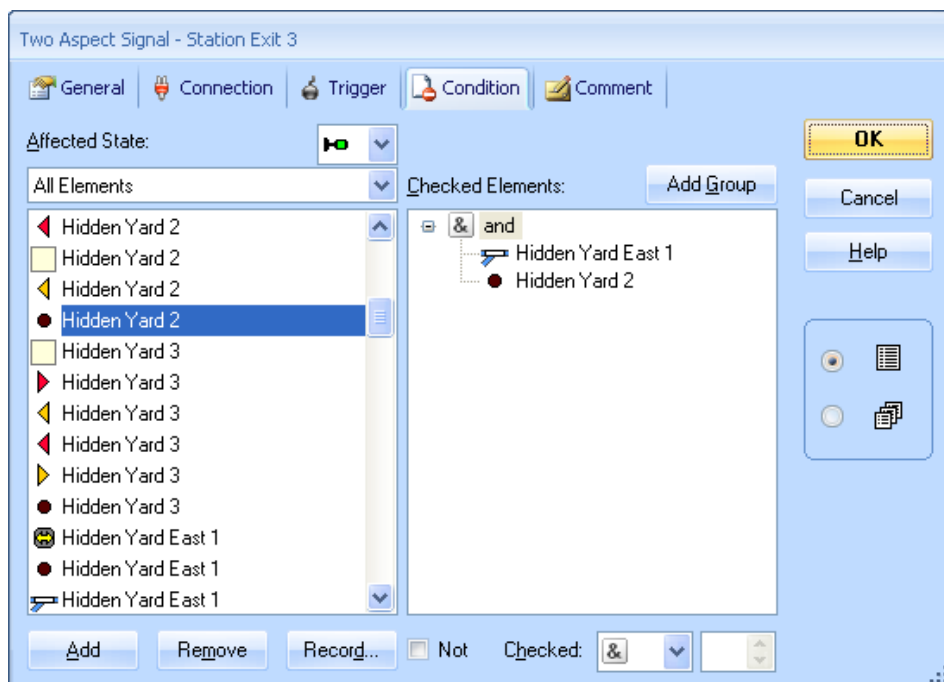 Two Aspect Signal - Station Exit 3
General Connection Trigger Condition Comment
Affected State:
All Elements
Checked Elements:
Add Group
OK
Cancel
Help
Hidden Yard 2
Hidden Yard 2
Hidden Yard 2
Hidden Yard 2
Hidden Yard 3
Hidden Yard 3
Hidden Yard 3
Hidden Yard 3
Hidden Yard 3
Hidden Yard 3
Hidden Yard East 1
Hidden Yard East 1
Hidden Yard East 1
& and
Hidden Yard East 1
Hidden Yard 2
Add Remove Record... Not Checked: &